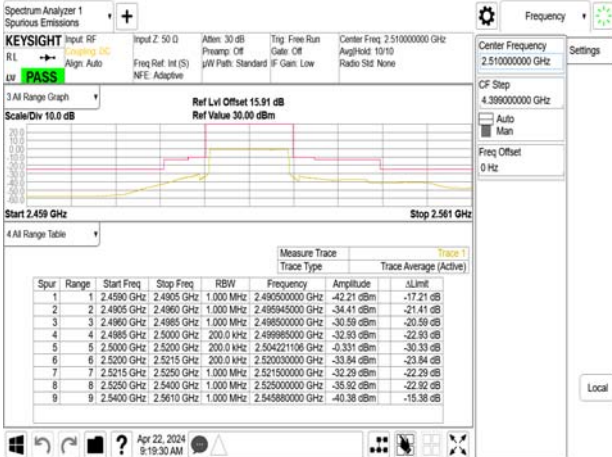 Spectrum Analyzer 1
Spurious Emissions
Frequency
KEYSIGHT Input: RF Input Z: 50 Ω Atten: 30 dB Trig: Free Run Center Freq: 2.510000000 GHz
RL Coupling: DC Preamp: Off Gate: Off Avg|Hold: 10/10
Align: Auto Freq Ref: Int (S) µW Path: Standard IF Gain: Low Radio Std: None
NFE: Adaptive
PASS
Center Frequency
2.510000000 GHz
Settings
CF Step
4.399000000 GHz
Auto
Man
Freq Offset
0 Hz
Local
3 All Range Graph
Ref Lvl Offset 15.91 dB
Scale/Div 10.0 dB Ref Value 30.00 dBm
20.0
10.0
0.00
Start 2.459 GHz Stop 2.561 GHz
4 All Range Table
Measure Trace Trace 1
Trace Type Trace Average (Active)
Spur Range Start Freq Stop Freq RBW Frequency Amplitude ΔLimit
1 1 2.4590 GHz 2.4905 GHz 1.000 MHz 2.490500000 GHz -42.21 dBm -17.21 dB
2 2 2.4905 GHz 2.4960 GHz 1.000 MHz 2.495945000 GHz -34.41 dBm -21.41 dB
3 3 2.4960 GHz 2.4985 GHz 1.000 MHz 2.498500000 GHz -30.59 dBm -20.59 dB
4 4 2.4985 GHz 2.5000 GHz 200.0 kHz 2.499985000 GHz -32.93 dBm -22.93 dB
5 5 2.5000 GHz 2.5200 GHz 200.0 kHz 2.504221106 GHz -0.331 dBm -30.33 dB
6 6 2.5200 GHz 2.5215 GHz 200.0 kHz 2.520030000 GHz -33.84 dBm -23.84 dB
7 7 2.5215 GHz 2.5250 GHz 1.000 MHz 2.521500000 GHz -32.29 dBm -22.29 dB
8 8 2.5250 GHz 2.5400 GHz 1.000 MHz 2.525000000 GHz -35.92 dBm -22.92 dB
9 9 2.5400 GHz 2.5610 GHz 1.000 MHz 2.545880000 GHz -40.38 dBm -15.38 dB
Apr 22, 2024
9:19:30 AM